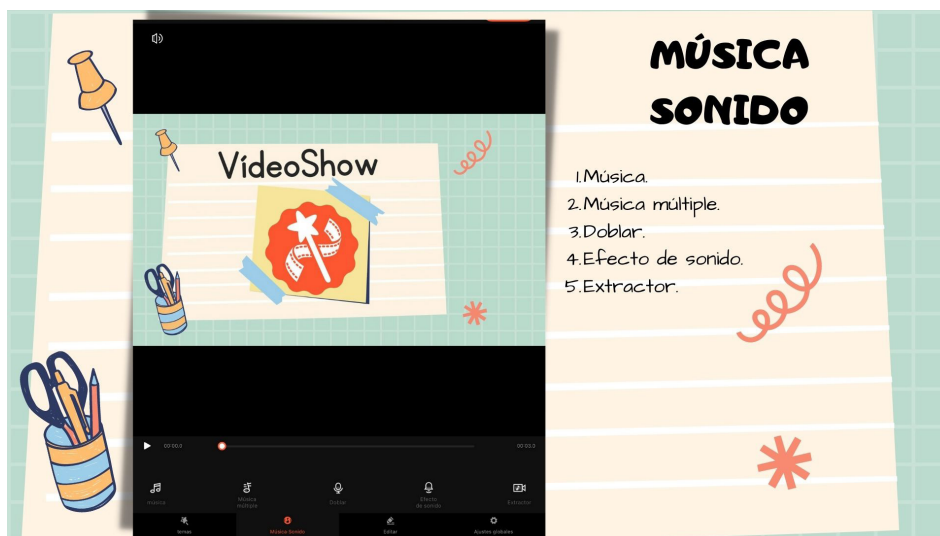 MÚSICA
SONIDO
1.Música.
2.Música múltiple.
3.Doblar.
4.Efecto de sonido.
5.Extractor.
VídeoShow
00:00.0
00:03.0
música
Música
múltiple
Doblar
Efecto
de sonido
Extractor
temas
Música Sonido
Editar
Ajustes globales